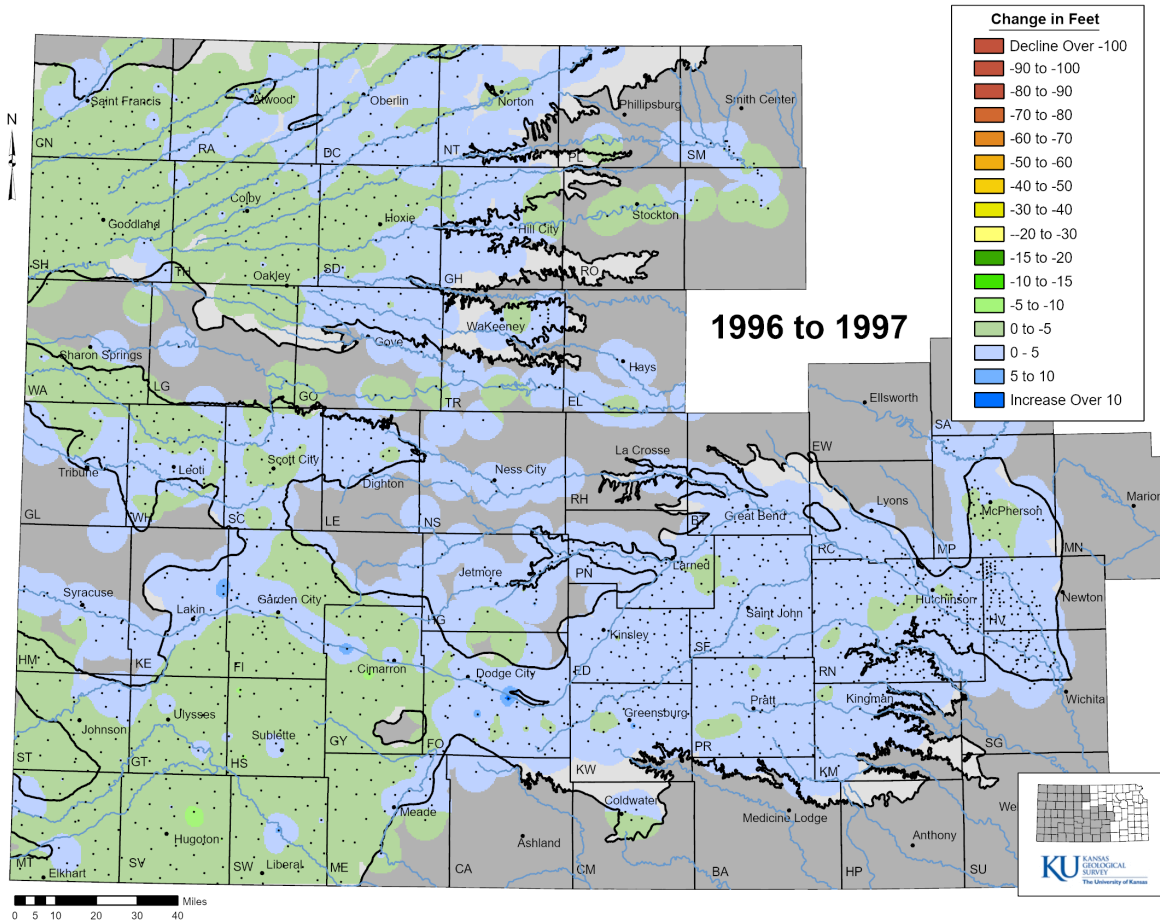 Change in Feet
Decline Over -100
-90 to -100
-80 to -90
-70 to -80
-60 to -70
-50 to -60
-40 to -50
-30 to -40
--20 to -30
-15 to -20
-10 to -15
-5 to -10
0 to -5
0 - 5
5 to 10
Increase Over 10
N
Saint Francis
Atwood
Oberlin
Norton
Phillipsburg
Smith Center
GN
RA
DC
NT
PL
SM
Goodland
Colby
Hoxie
Hill City
Stockton
SH
TH
Oakley
SD
GH
RO
1996 to 1997
Sharon Springs
Gove
WaKeeney
Hays
WA
LG
GO
TR
EL
Ellsworth
SA
EW
Tribune
Leoti
Scott City
Dighton
Ness City
La Crosse
Great Bend
Lyons
McPherson
Marion
GL
WH
SC
LE
NS
RH
BT
RC
MP
MN
Syracuse
Lakin
Garden City
Jetmore
PN
Larned
Saint John
Hutchinson
Newton
HV
HG
Kinsley
HM
KE
FI
Cimarron
Dodge City
ED
SF
RN
Johnson
Ulysses
Sublette
Greensburg
Pratt
Kingman
Wichita
ST
GT
HS
GY
FO
KW
PR
KM
SG
Hugoton
Liberal
Meade
Ashland
Coldwater
Medicine Lodge
Anthony
We
MT
Elkhart
SV
SW
ME
CA
CM
BA
HP
SU
0 5 10 20 30 40
Miles
KU
KANSAS
GEOLOGICAL
SURVEY
The University of Kansas